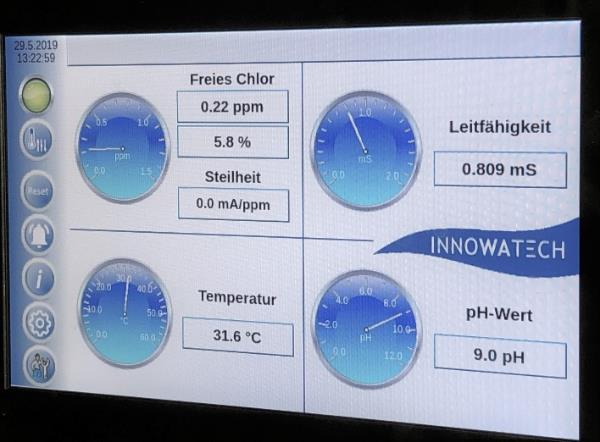 29.5.2019
13:22:59
Reset
Freies Chlor
0.22 ppm
5.8 %
Steilheit
0.0 mA/ppm
0.5
1.0
ppm
0.0
1.5
Leitfähigkeit
0.809 mS
1.0
mS
0.0
2.0
INNOWATECH
Temperatur
31.6 °C
30.0
20.0
40.0
10.0
50.0
°C
0.0
60.0
pH-Wert
9.0 pH
6.0
4.0
8.0
2.0
10.0
pH
0.0
12.0